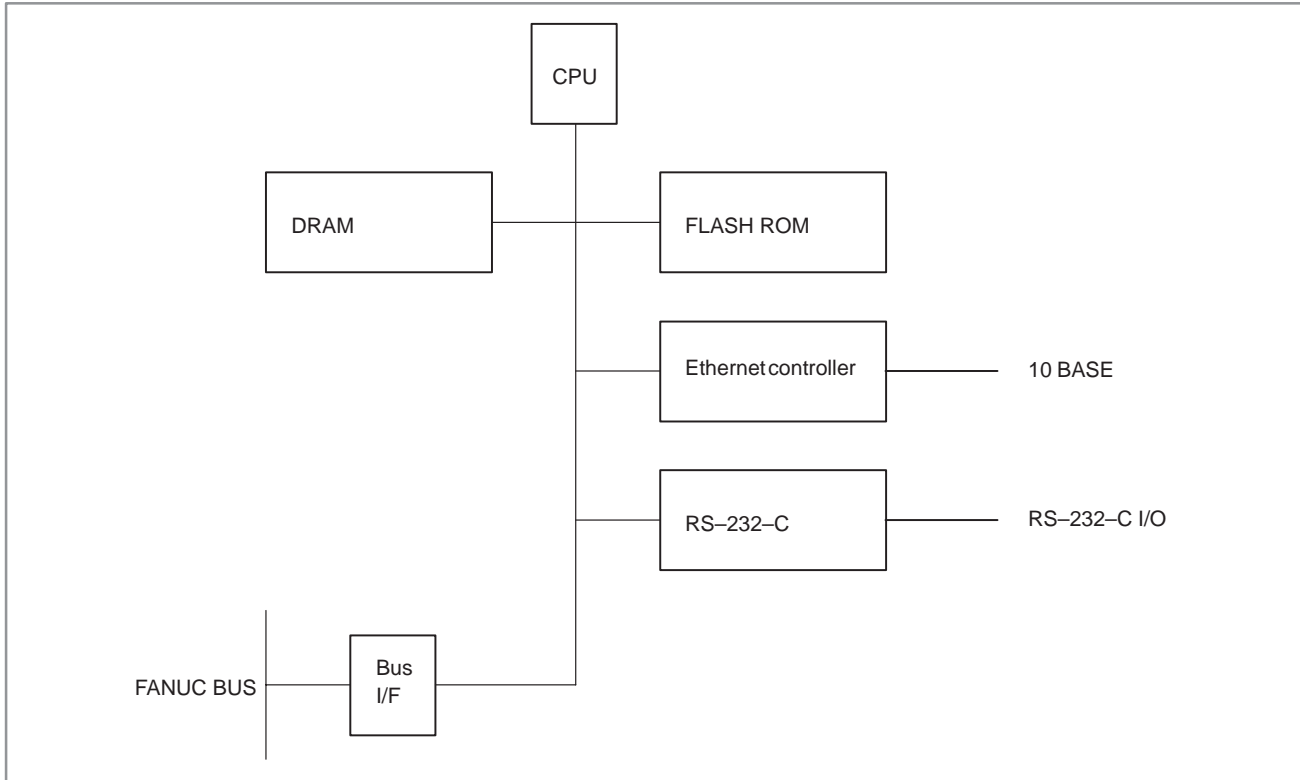 CPU
DRAM
FLASH ROM
Ethernet controller
10 BASE
RS–232–C
RS–232–C I/O
FANUC BUS
Bus
I/F